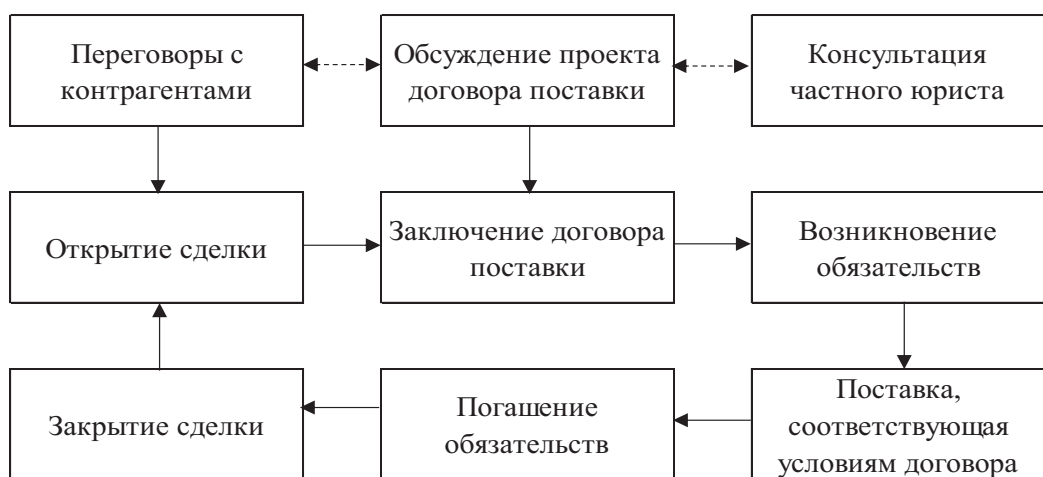 Переговоры с
контрагентами
Обсуждение проекта
договора поставки
Консультация
частного юриста
Открытие сделки
Заключение договора
поставки
Возникновение
обязательств
Закрытие сделки
Погашение
обязательств
Поставка,
соответствующая
условиям договора